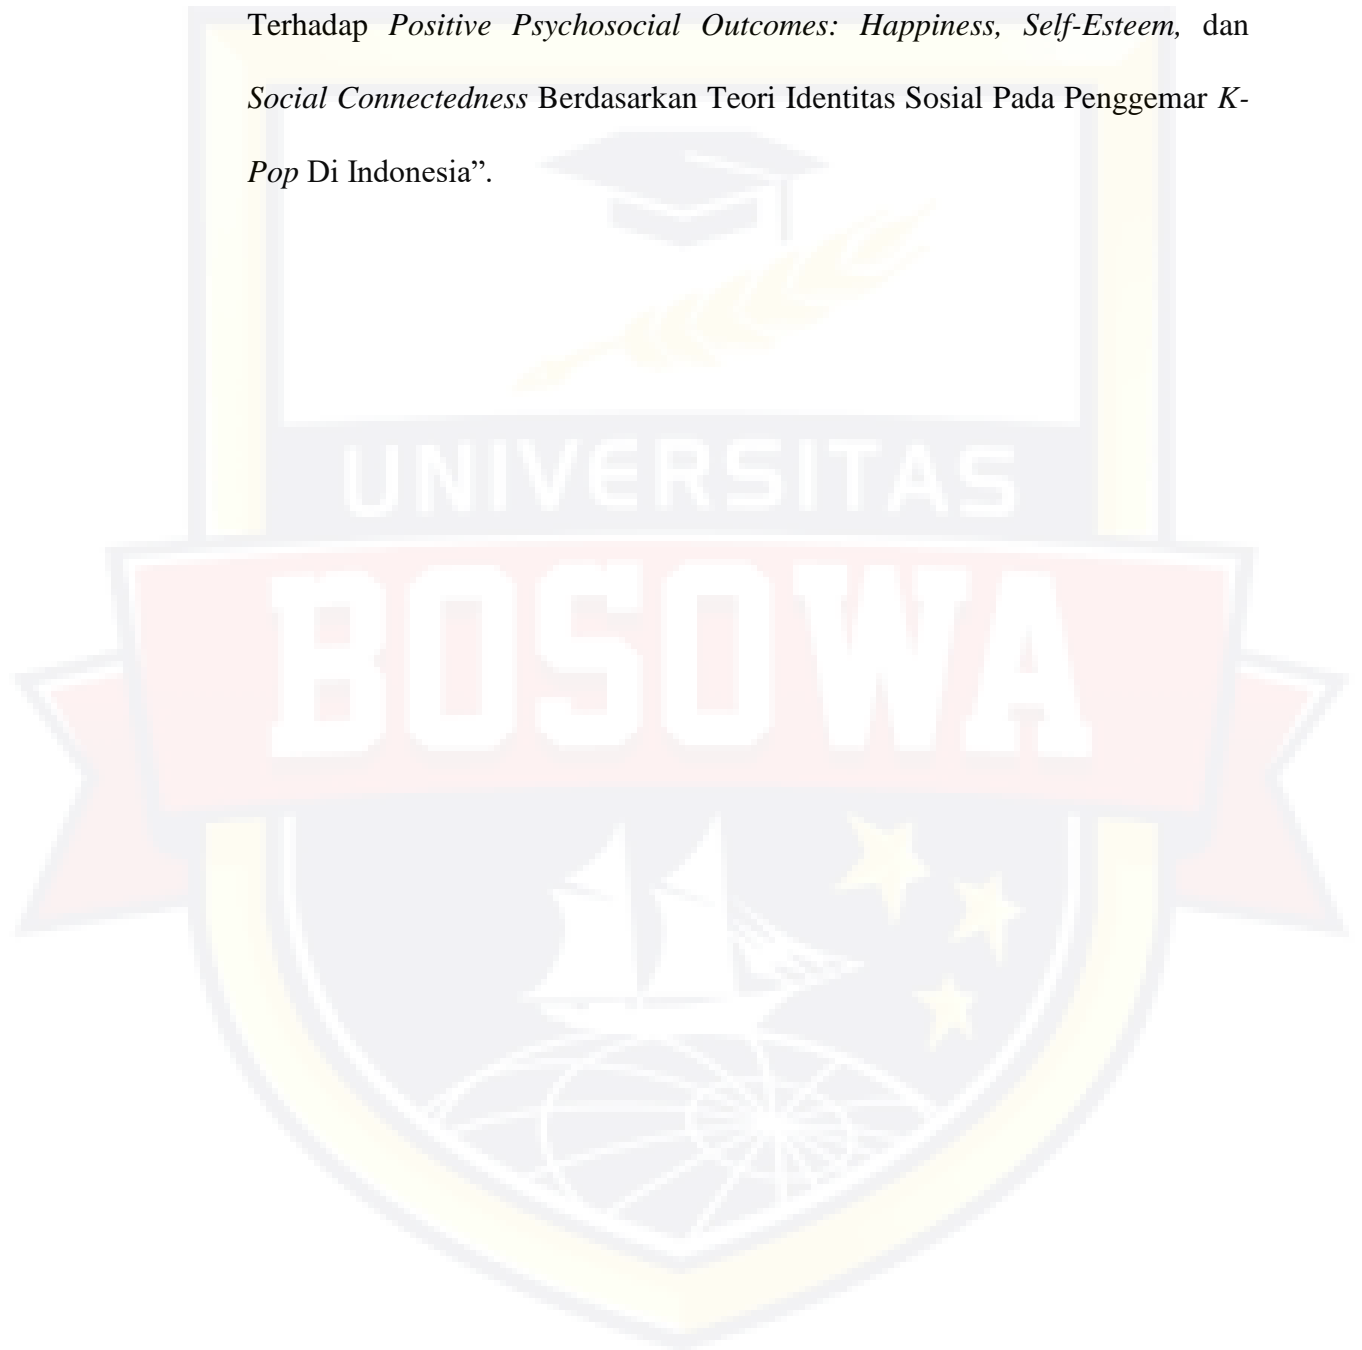 Terhadap Positive Psychosocial Outcomes: Happiness, Self-Esteem, dan
Social Connectedness Berdasarkan Teori Identitas Sosial Pada Penggemar K-
Pop Di Indonesia”.
UNIVERSITAS
BOSOWA